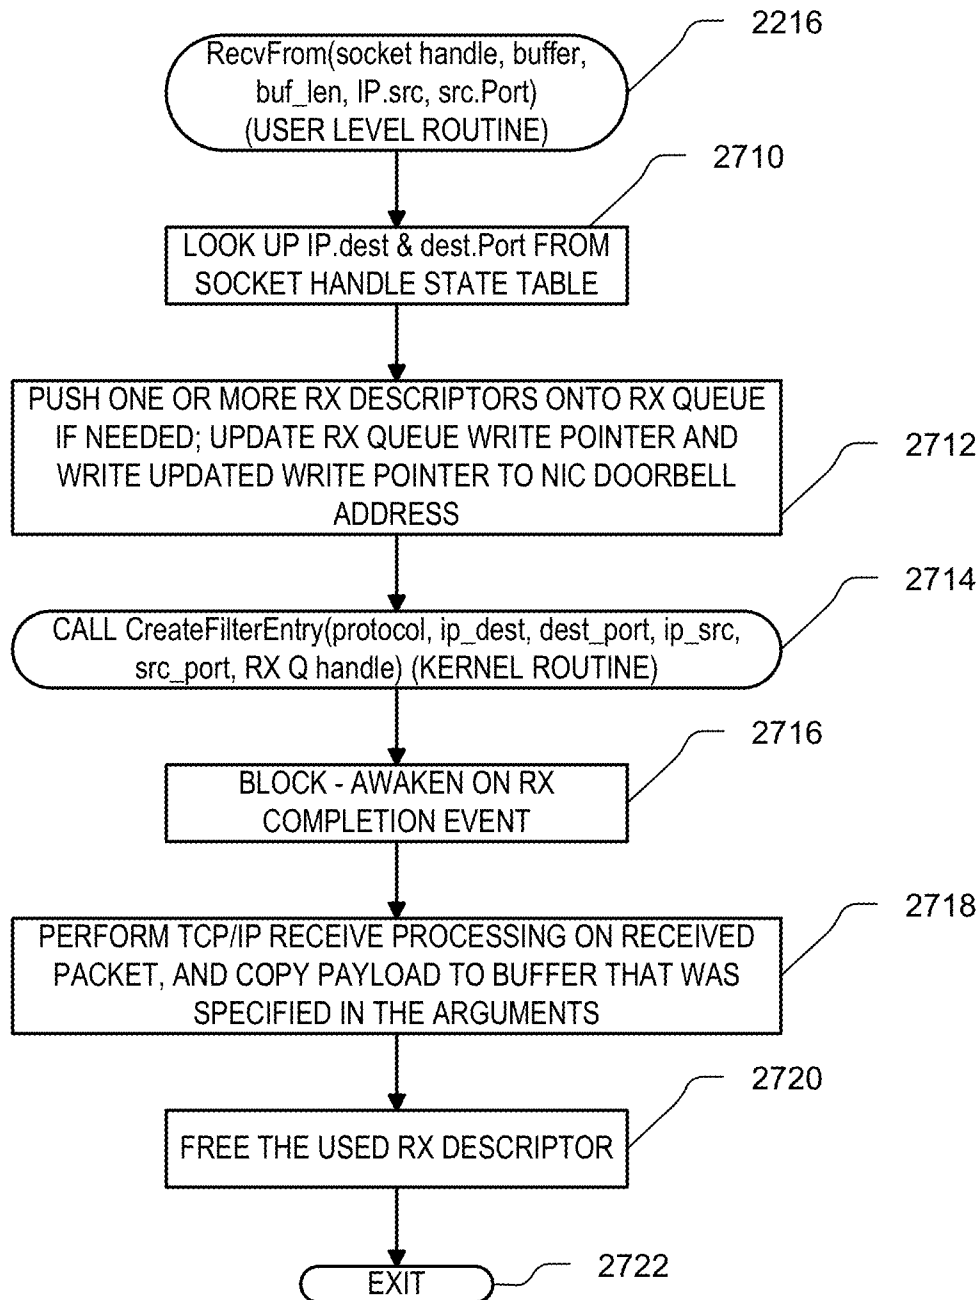 2216
RecvFrom(socket handle, buffer,
buf_len, IP.src, src.Port)
(USER LEVEL ROUTINE)
2710
LOOK UP IP.dest & dest.Port FROM
SOCKET HANDLE STATE TABLE
PUSH ONE OR MORE RX DESCRIPTORS ONTO RX QUEUE
IF NEEDED; UPDATE RX QUEUE WRITE POINTER AND
WRITE UPDATED WRITE POINTER TO NIC DOORBELL
ADDRESS
2712
2714
CALL CreateFilterEntry(protocol, ip_dest, dest_port, ip_src,
src_port, RX Q handle) (KERNEL ROUTINE)
2716
BLOCK - AWAKEN ON RX
COMPLETION EVENT
2718
PERFORM TCP/IP RECEIVE PROCESSING ON RECEIVED
PACKET, AND COPY PAYLOAD TO BUFFER THAT WAS
SPECIFIED IN THE ARGUMENTS
2720
FREE THE USED RX DESCRIPTOR
2722
EXIT